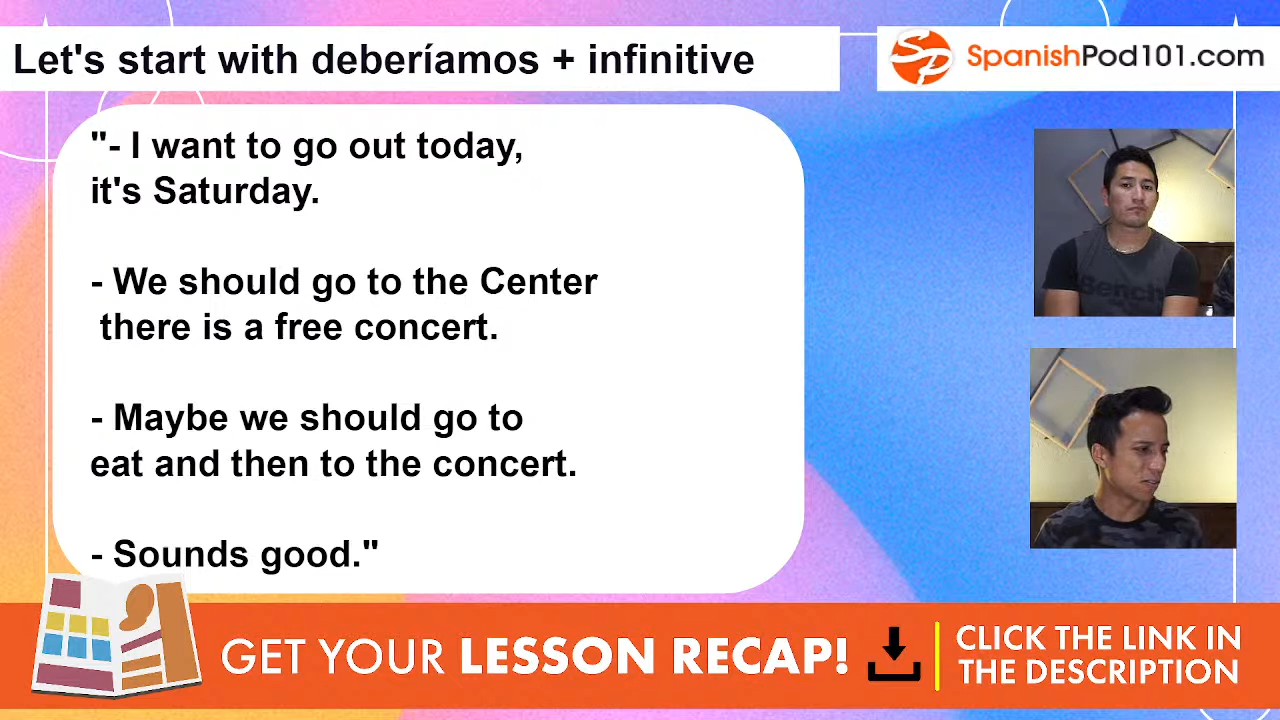 Let's start with deberíamos + infinitive
SP SpanishPod101.com
"- I want to go out today,
it's Saturday.
- We should go to the Center
there is a free concert.
- Maybe we should go to
eat and then to the concert.
- Sounds good."
Bench
GET YOUR LESSON RECAP!
CLICK THE LINK IN
THE DESCRIPTION